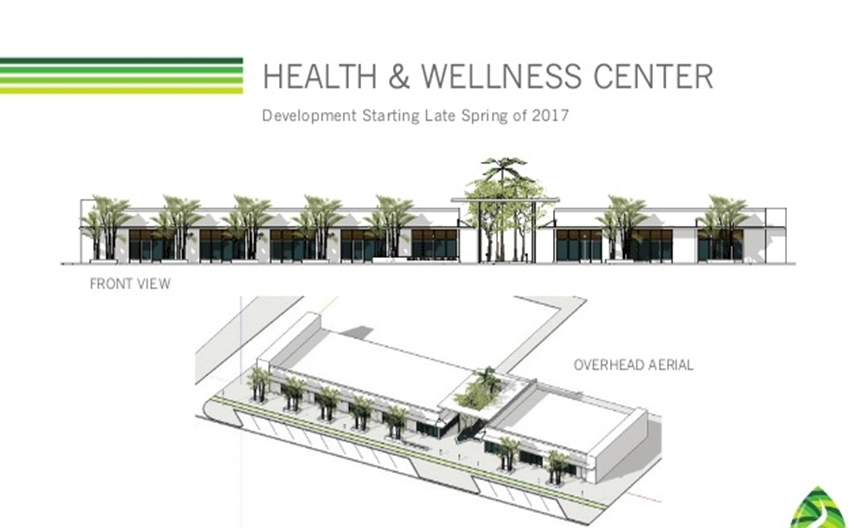 HEALTH & WELLNESS CENTER
Development Starting Late Spring of 2017
FRONT VIEW
OVERHEAD AERIAL